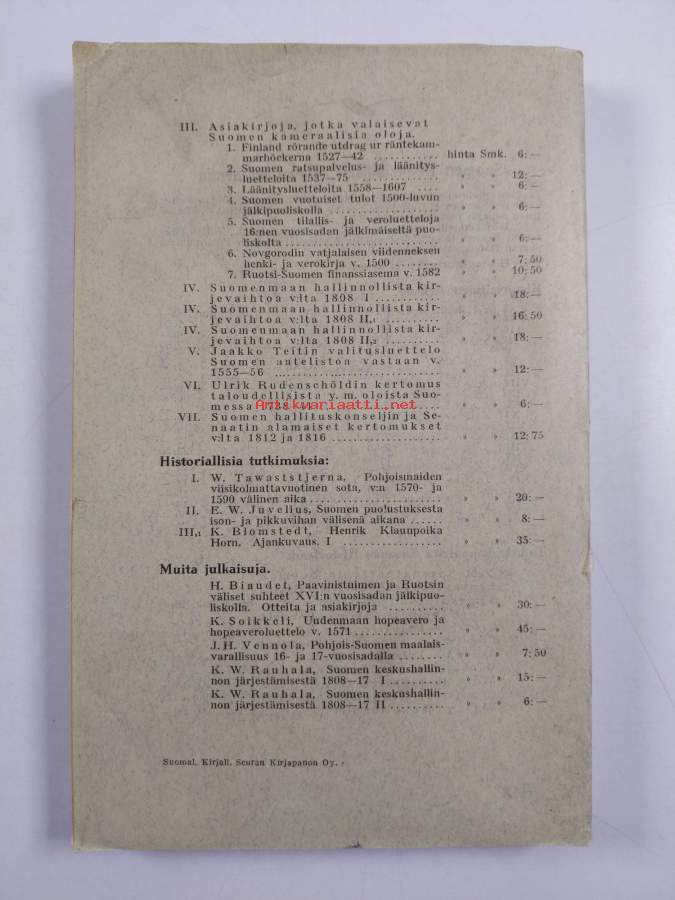 III. Asiakirjoja, jotka valaisevat
Suomen kameraalisia oloja.
1. Finland rörande utdrag ur räntekam-
marböckerna 1527—42 ........... hinta Smk. 6: —
2. Suomen ratsupalvelus- ja läänitys-
luetteloita 1537—75 ............. » » 12: —
3. Läänitysluetteloita 1558—1607 .... » » 6: —
4. Suomen vuotuiset tulot 1500-luvun
jälkipuoliskolla .................. » » 6: —
5. Suomen tilallis- ja veroluetteloja
16:nen vuosisadan jälkimäiseltä puo-
liskolta .......................... » » 6: —
6. Novgorodin vatjalaisen viidenneksen
henki- ja verokirja v. 1500 ........ » » 7: 50
7. Ruotsi-Suomen finanssiasema v. 1582 » » 10: 50
IV. Suomenmaan hallinnollista kir-
jevaihtoa v:lta 1808 I ............ » » 18: —
IV. Suomenmaan hallinnollista kir-
jevaihtoa v:lta 1808 II,1 .......... » » 16: 50
IV. Suomenmaan hallinnollista kir-
jevaihtoa v:lta 1808 II,2 .......... » » 18: —
V. Jaakko Teitin valitusluettelo
Suomen aatelistoa vastaan v.
1555—56 ........................... » » 12: —
VI. Ulrik Rudenschöldin kertomus
taloudellisista y. m. oloista Suo-
messa 1738—1741 ................ » » 6: —
Antikvariaatti.net
VII. Suomen hallituskonseljin ja Se-
naatin alamaiset kertomukset
v:lta 1812 ja 1816 .................. » » 12: 75
Historiallisia tutkimuksia:
I. W. Tawaststjerna, Pohjoismaiden
viisikolmattavuotinen sota, v:n 1570- ja
1590 välinen aika ...................... » » 20: —
II. E. W. Juvelius, Suomen puolustuksesta
ison- ja pikkuvihan välisenä aikana ...... » » 8: —
III,1 K. Blomstedt, Henrik Klaunpoika
Horn. Ajankuvaus. I ................. » » 35: —
Muita julkaisuja.
H. Biaudet, Paavinistuimen ja Ruotsin
väliset suhteet XVI:n vuosisadan jälkipuo-
liskolla. Otteita ja asiakirjoja .......... » » 30: —
K. Soikkeli, Uudenmaan hopeavero ja
hopeaveroluettelo v. 1571 ............... » » 45: —
J. H. Vennola, Pohjois-Suomen maalais-
varallisuus 16- ja 17-vuosisadalla ........ » » 7: 50
K. W. Rauhala, Suomen keskushallin-
non järjestämisestä 1808—17 I .......... » » 15: —
K. W. Rauhala, Suomen keskushallin-
non järjestämisestä 1808—17 II .......... » » 6: —
Suomal. Kirjall. Seuran Kirjapainon Oy.